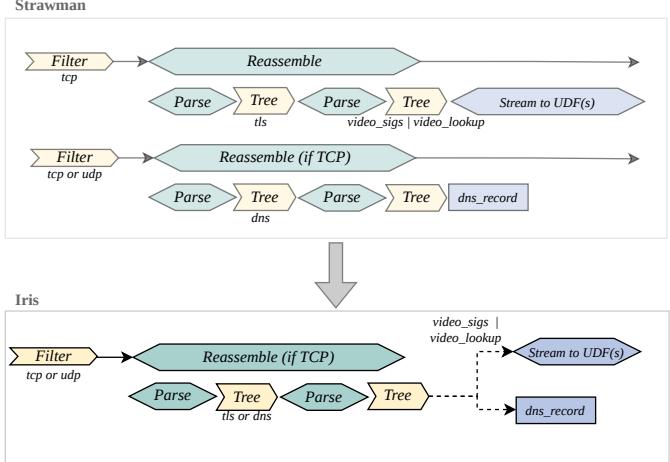 Strawman
Filter
tcp
Reassemble
Parse
Tree
tls
Parse
Tree
video_sigs | video_lookup
Stream to UDF(s)
Filter
tcp or udp
Reassemble (if TCP)
Parse
Tree
dns
Parse
Tree
dns_record
Iris
Filter
tcp or udp
Reassemble (if TCP)
Parse
Tree
tls or dns
Parse
Tree
video_sigs |
video_lookup
Stream to UDF(s)
dns_record